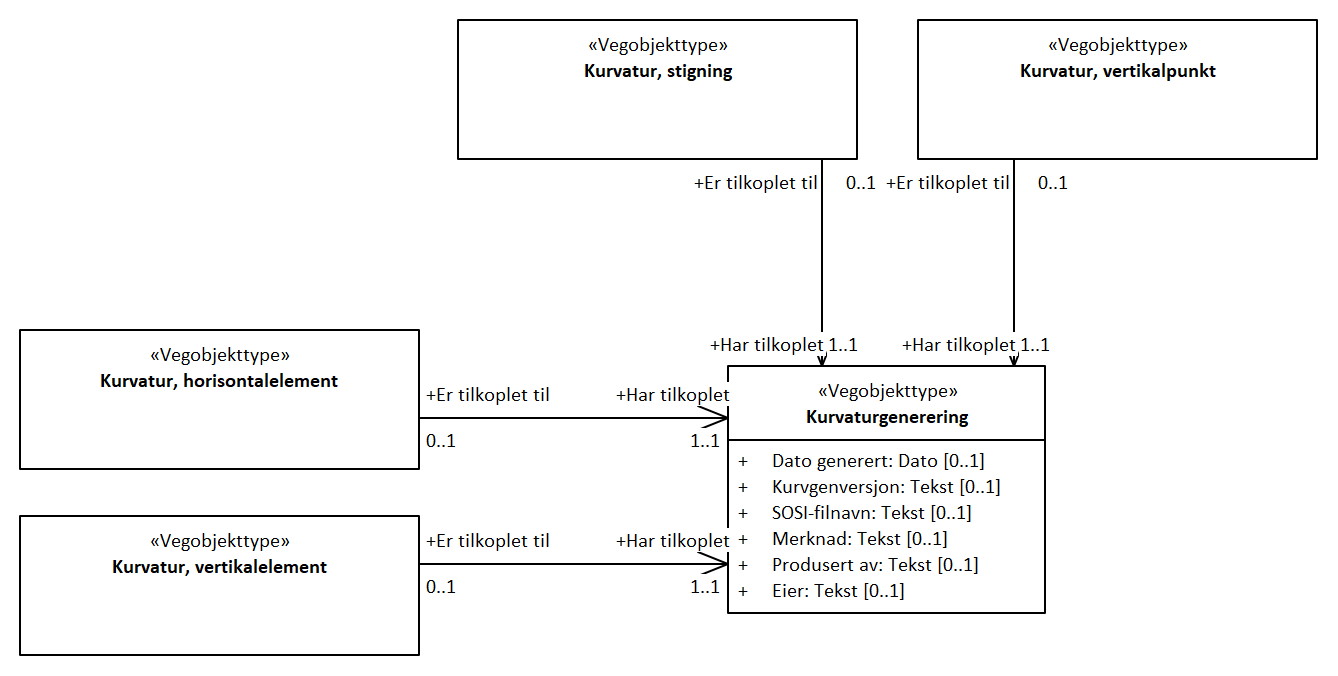 «Vegobjekttype»
Kurvatur, stigning
«Vegobjekttype»
Kurvatur, vertikalpunkt
+Er tilkoplet til
0..1
+Er tilkoplet til
0..1
+Har tilkoplet 1..1
+Har tilkoplet 1..1
«Vegobjekttype»
Kurvatur, horisontalelement
+Er tilkoplet til
+Har tilkoplet
0..1
1..1
«Vegobjekttype»
Kurvatur, vertikalelement
+Er tilkoplet til
+Har tilkoplet
0..1
1..1
«Vegobjekttype»
Kurvaturgenerering
+ Dato generert: Dato [0..1]
+ Kurvgenversjon: Tekst [0..1]
+ SOSI-filnavn: Tekst [0..1]
+ Merknad: Tekst [0..1]
+ Produsert av: Tekst [0..1]
+ Eier: Tekst [0..1]